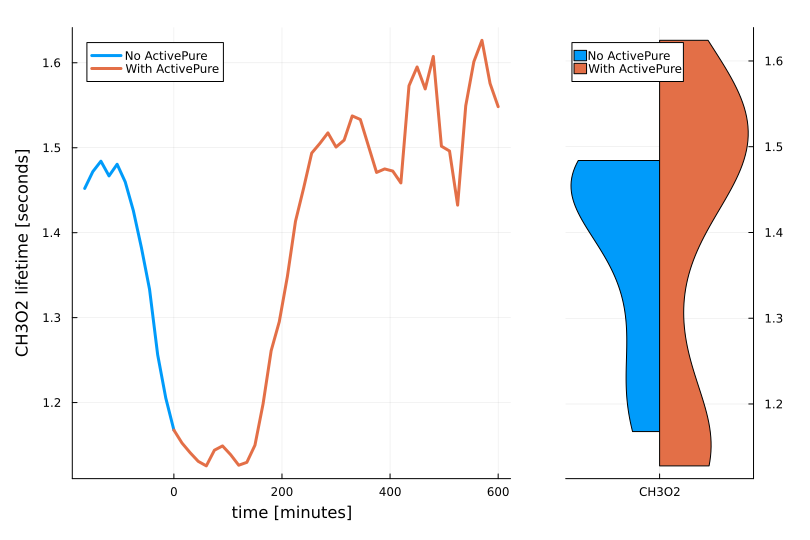 No ActivePure
With ActivePure
1.6
1.5
1.4
1.3
1.2
CH3O2 lifetime [seconds]
0 200 400 600
time [minutes]
No ActivePure
With ActivePure
1.6
1.5
1.4
1.3
1.2
CH3O2